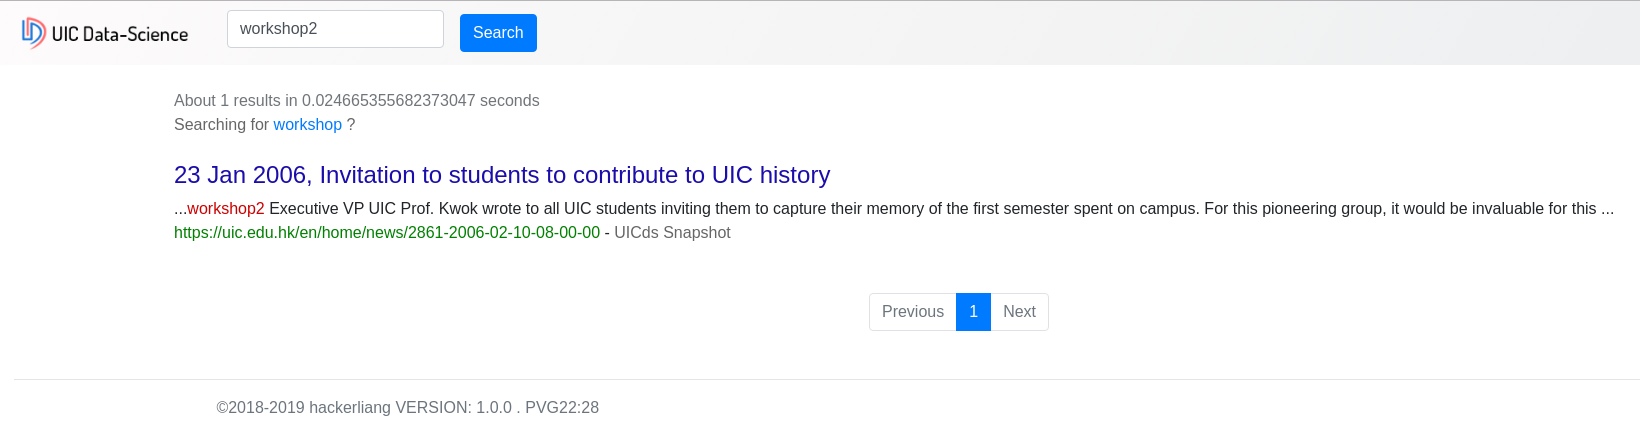 UIC Data-Science
workshop2
Search
About 1 results in 0.024665355682373047 seconds
Searching for workshop ?
23 Jan 2006, Invitation to students to contribute to UIC history
...workshop2 Executive VP UIC Prof. Kwok wrote to all UIC students inviting them to capture their memory of the first semester spent on campus. For this pioneering group, it would be invaluable for this ...
https://uic.edu.hk/en/home/news/2861-2006-02-10-08-00-00 - UICds Snapshot
Previous 1 Next
©2018-2019 hackerliang VERSION: 1.0.0 . PVG22:28